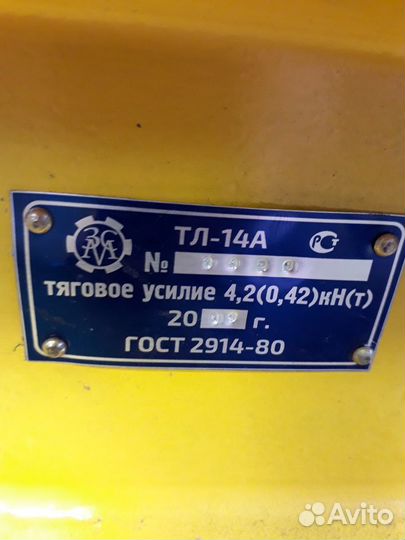 ТЛ-14А
№
ТЯГОВОЕ УСИЛИЕ 4,2(0,42)кН(т)
20 г.
ГОСТ 2914-80
Avito